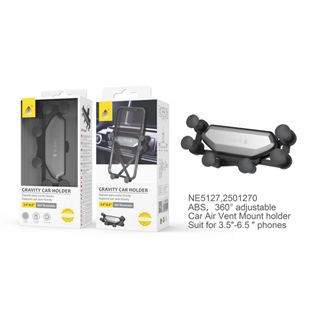 GRAVITY CAR HOLDER
GRAVITY CAR HOLDER
NE5127,2501270
ABS, 360° adjustable
Car Air Vent Mount holder
Suit for 3.5"-6.5 " phones